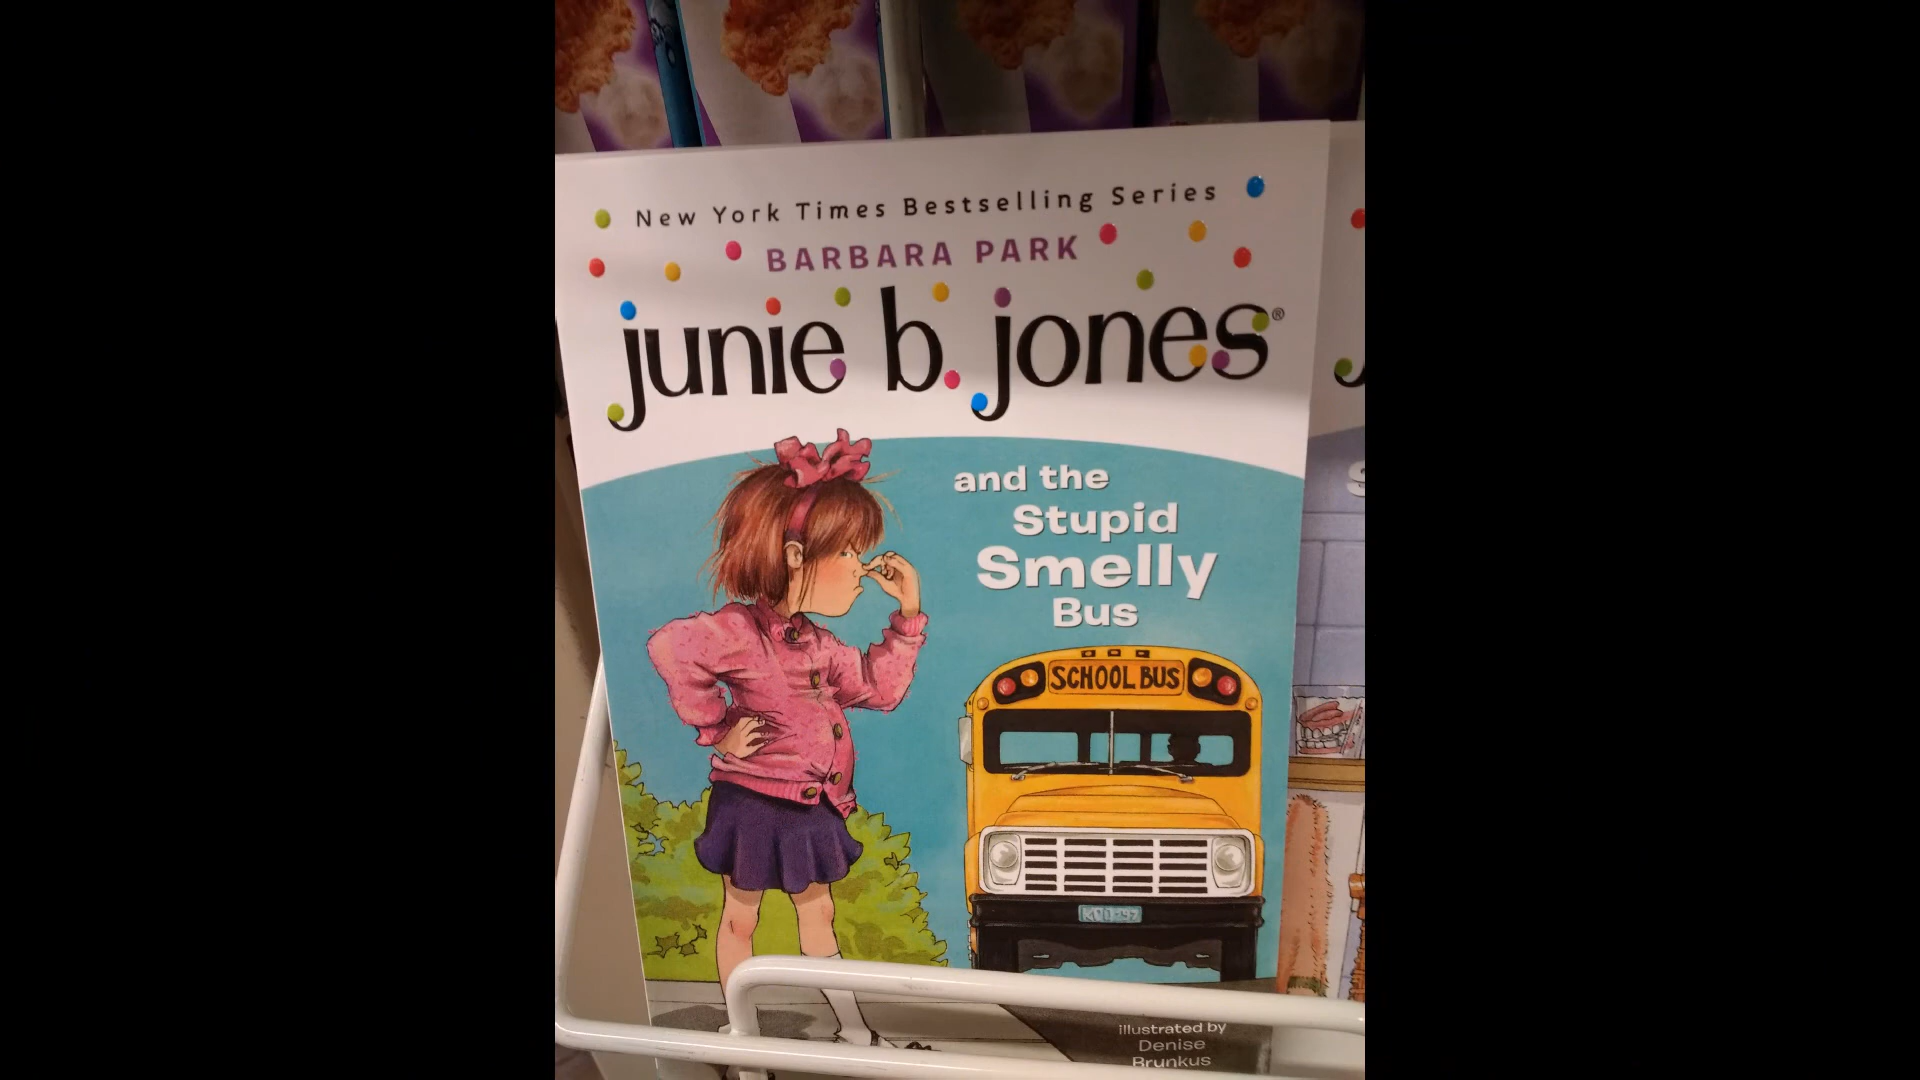 New York Times Bestselling Series
BARBARA PARK
junie b. jones®
and the
Stupid
Smelly
Bus
SCHOOL BUS
illustrated by
Denise
Brunkus